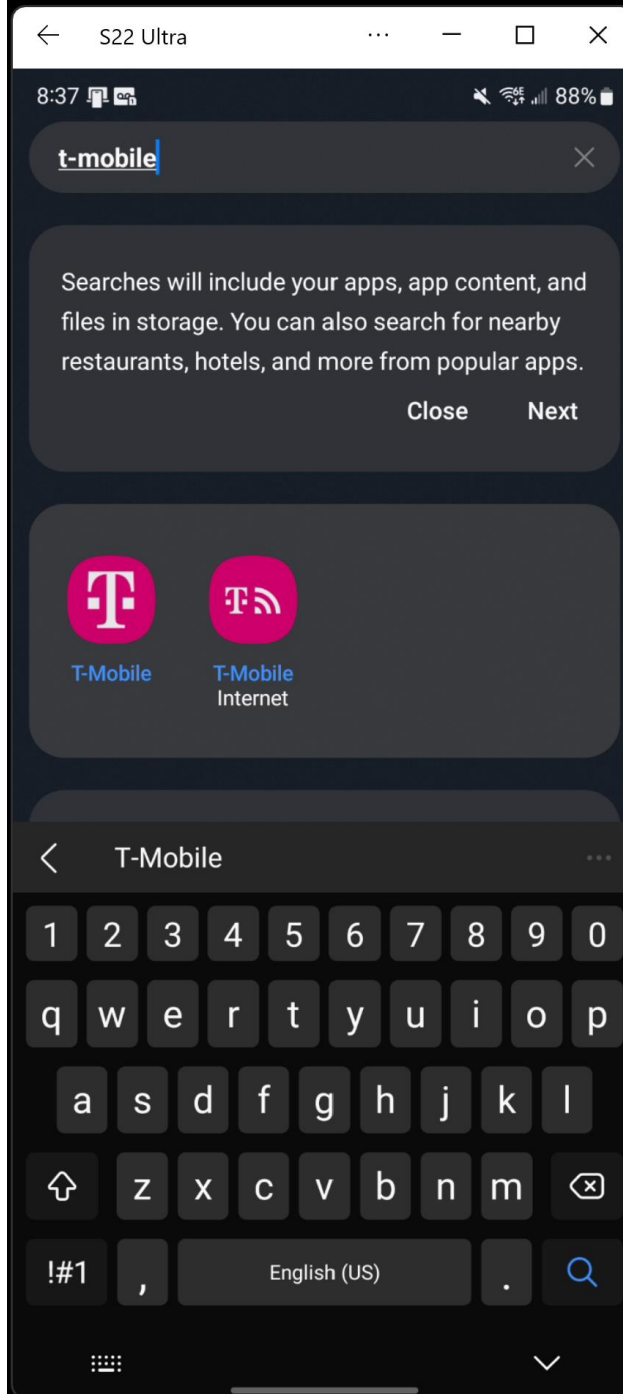 S22 Ultra
8:37
6E
88%
t-mobile
Searches will include your apps, app content, and
files in storage. You can also search for nearby
restaurants, hotels, and more from popular apps.
Close Next
T
T
T-Mobile
T-Mobile
Internet
T-Mobile
1 2 3 4 5 6 7 8 9 0
q w e r t y u i o p
a s d f g h j k l
z x c v b n m
!#1 , English (US) .